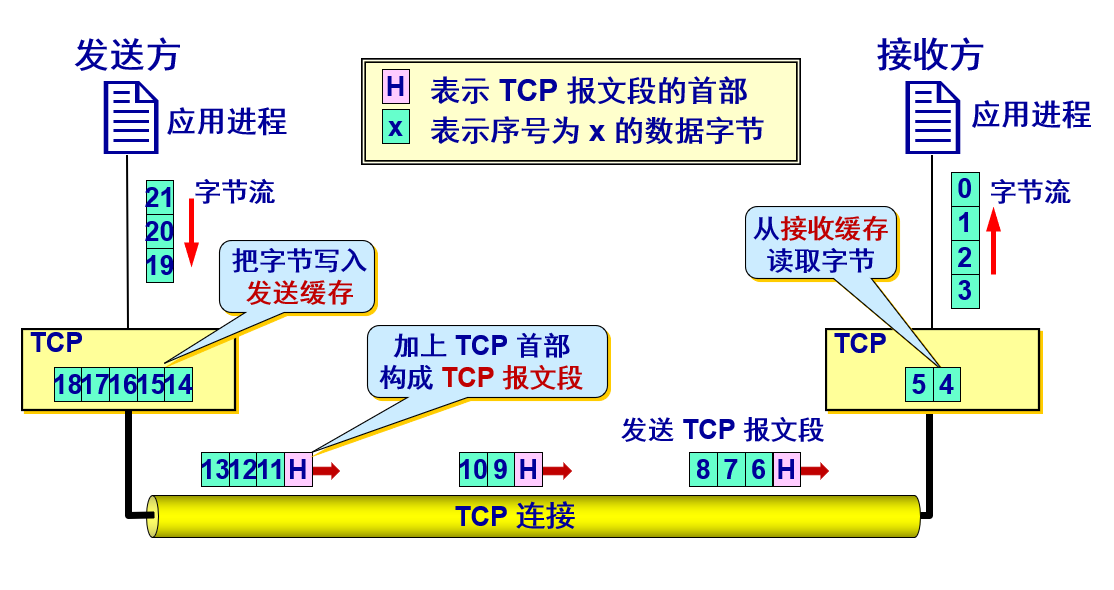 发送方
接收方
应用进程
应用进程
H 表示 TCP 报文段的首部
x 表示序号为 x 的数据字节
21
20
19
字节流
0
1
2
3
字节流
把字节写入
发送缓存
从接收缓存
读取字节
TCP
18 17 16 15 14
加上 TCP 首部
构成 TCP 报文段
TCP
5 4
发送 TCP 报文段
13 12 11 H
10 9 H
8 7 6 H
TCP 连接